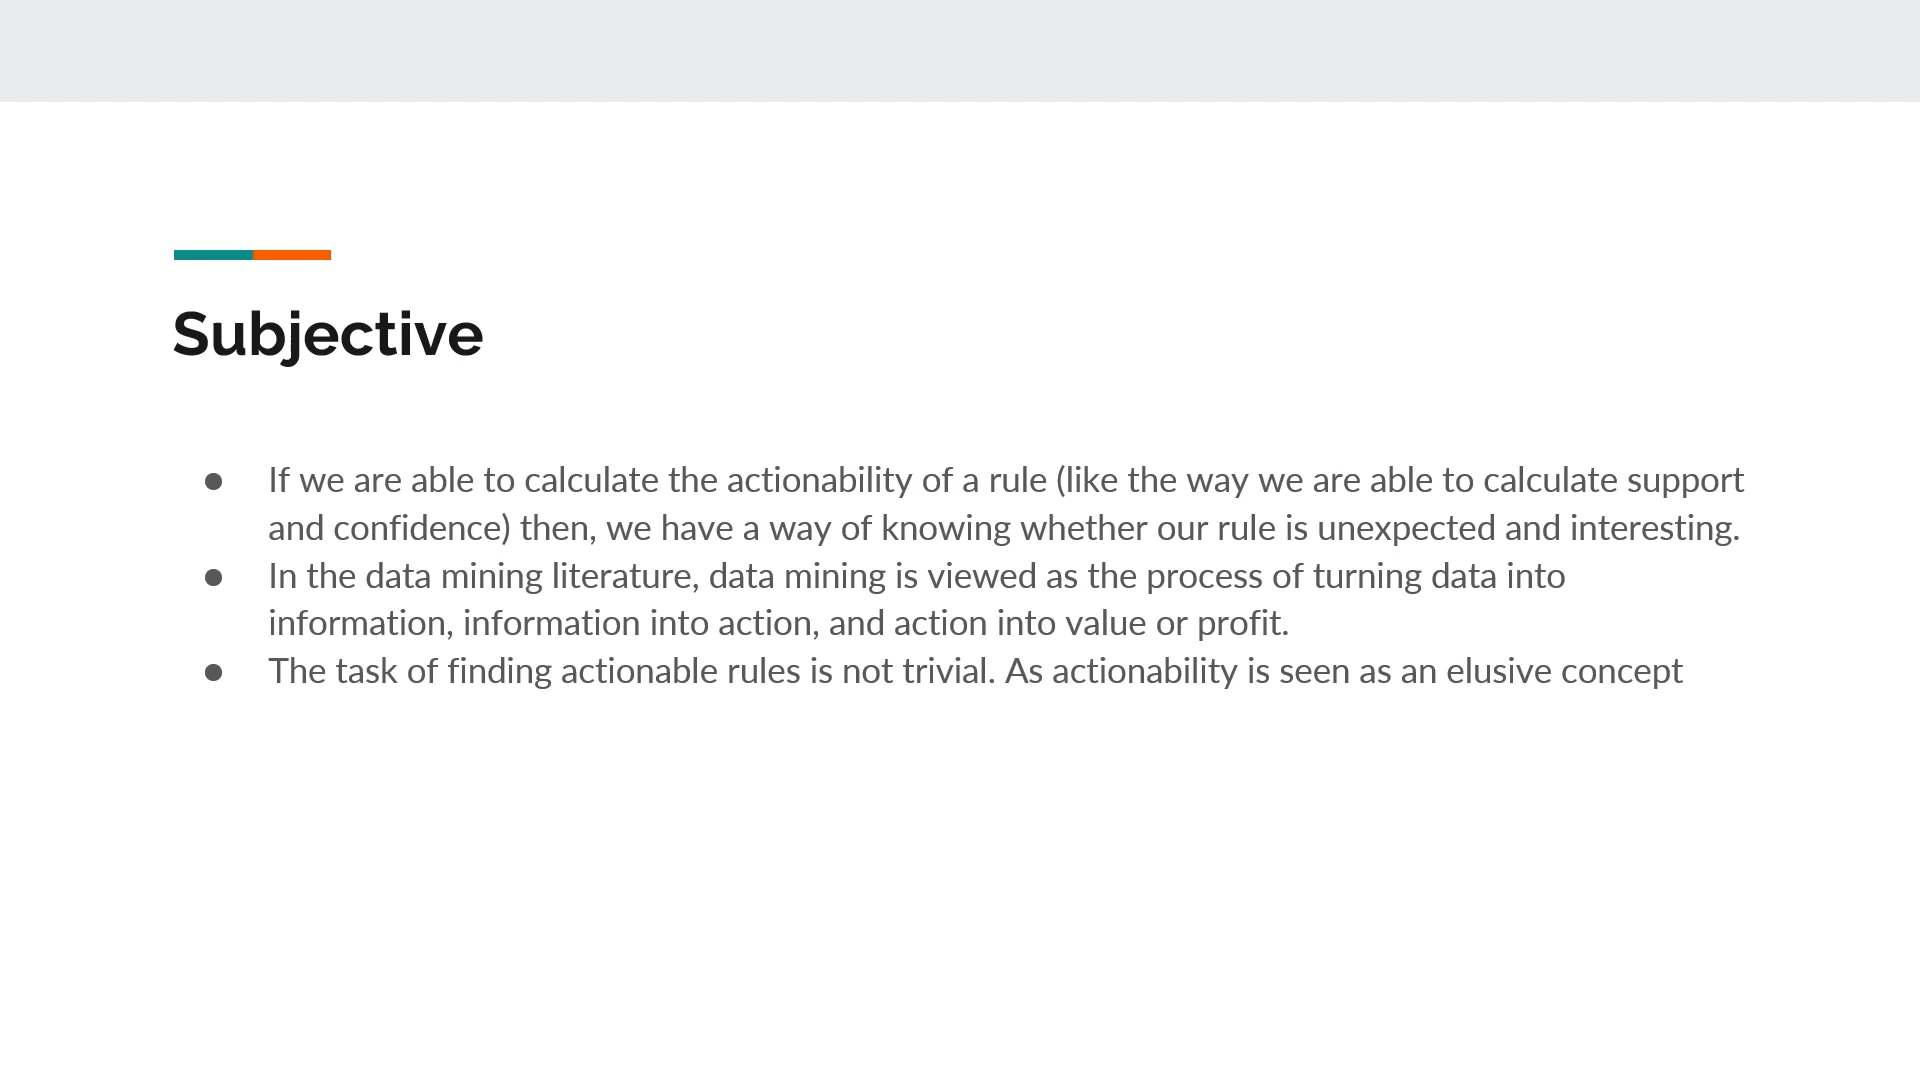 Subjective
● If we are able to calculate the actionability of a rule (like the way we are able to calculate support
and confidence) then, we have a way of knowing whether our rule is unexpected and interesting.
● In the data mining literature, data mining is viewed as the process of turning data into
information, information into action, and action into value or profit.
● The task of finding actionable rules is not trivial. As actionability is seen as an elusive concept